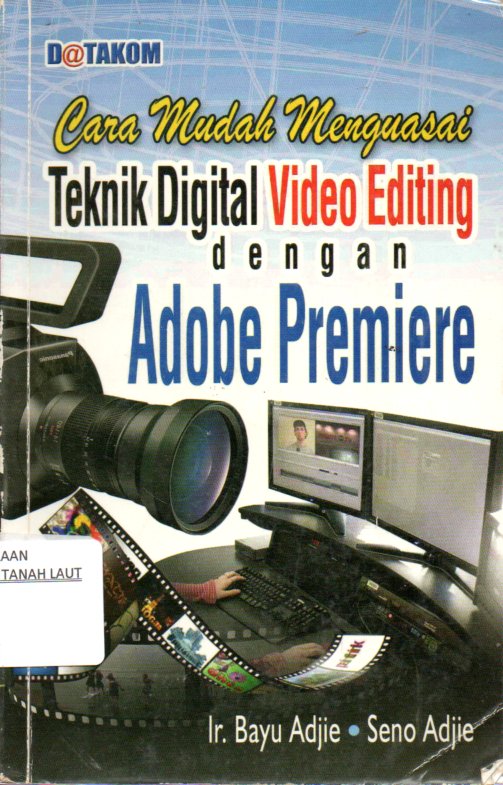 D@TAKOM
Cara Mudah Menguasai
Teknik Digital Video Editing
dengan
Adobe Premiere
Panasonic
AAN
TANAH LAUT
Ir. Bayu Adjie • Seno Adjie